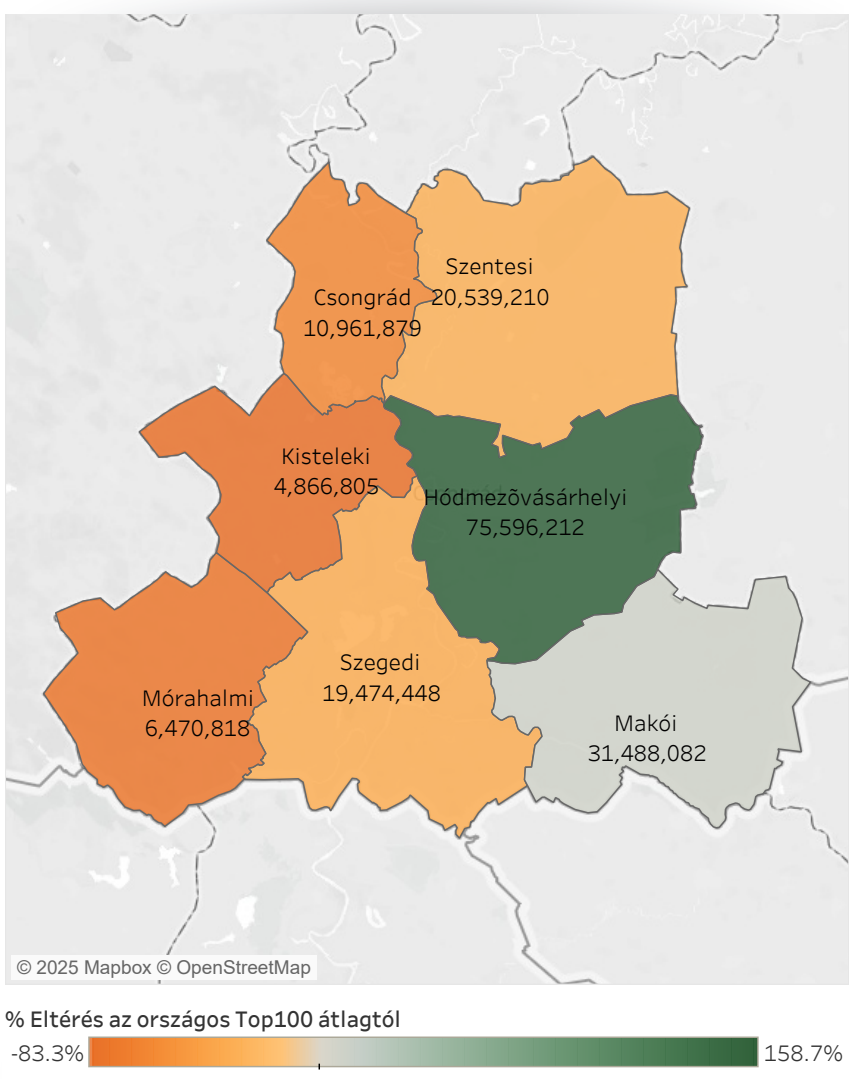 Szentesi
20,539,210
Csongrád
10,961,879
Kisteleki
4,866,805
Hódmezõvásárhelyi
75,596,212
Szegedi
19,474,448
Mórahalmi
6,470,818
Makói
31,488,082
© 2025 Mapbox © OpenStreetMap
% Eltérés az országos Top100 átlagtól
-83.3% 158.7%